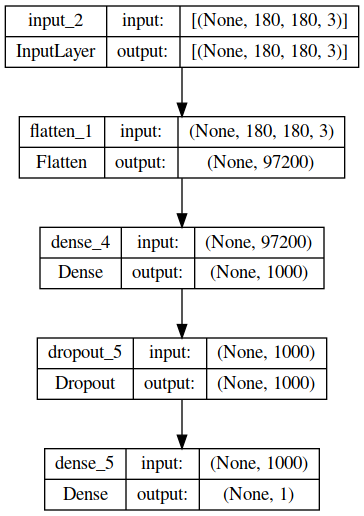 input_2 input: [(None, 180, 180, 3)]
InputLayer output: [(None, 180, 180, 3)]
flatten_1 input: (None, 180, 180, 3)
Flatten output: (None, 97200)
dense_4 input: (None, 97200)
Dense output: (None, 1000)
dropout_5 input: (None, 1000)
Dropout output: (None, 1000)
dense_5 input: (None, 1000)
Dense output: (None, 1)